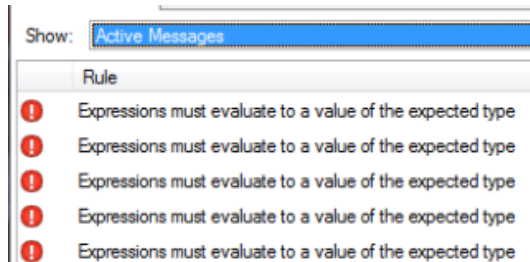 Show: Active Messages
Rule
Expressions must evaluate to a value of the expected type
Expressions must evaluate to a value of the expected type
Expressions must evaluate to a value of the expected type
Expressions must evaluate to a value of the expected type
Expressions must evaluate to a value of the expected type